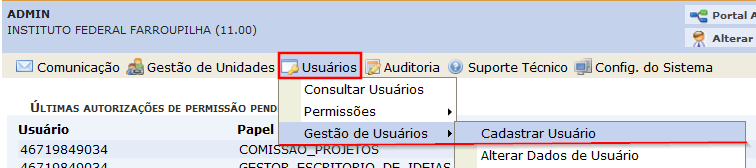 ADMIN
INSTITUTO FEDERAL FARROUPILHA (11.00)
Portal A
Alterar
Comunicação Gestão de Unidades Usuários Auditoria Suporte Técnico Config. do Sistema
Consultar Usuários
Permissões
Gestão de Usuários
Cadastrar Usuário
Alterar Dados de Usuário
ÚLTIMAS AUTORIZAÇÕES DE PERMISSÃO PEND
Usuário Papel
46719849034 COMISSAO_PROJETOS
46719849034 GESTOR_ESCRITORIO_DE_IDEIAS